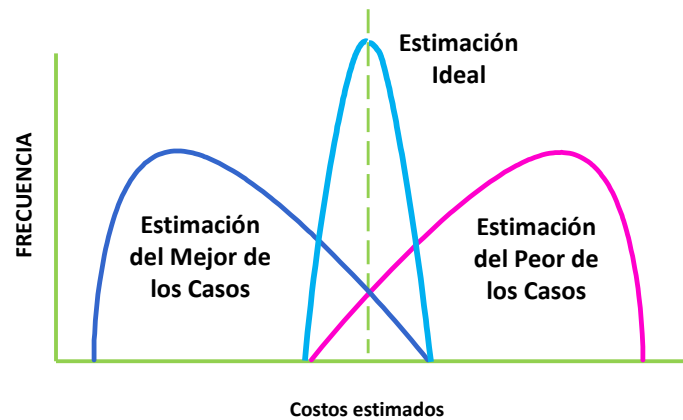 Estimación
Ideal
FRECUENCIA
Estimación
del Mejor de
los Casos
Estimación
del Peor de
los Casos
Costos estimados